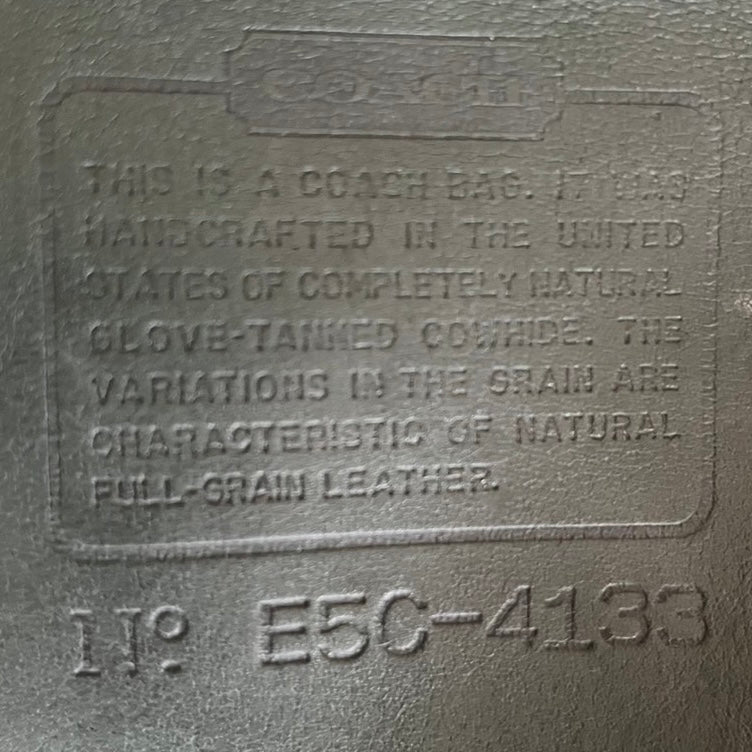 COACH
THIS IS A COACH BAG. IT WAS
HANDCRAFTED IN THE UNITED
STATES OF COMPLETELY NATURAL
GLOVE-TANNED COWHIDE. THE
VARIATIONS IN THE GRAIN ARE
CHARACTERISTIC OF NATURAL
FULL-GRAIN LEATHER.
Nº E5C-4133